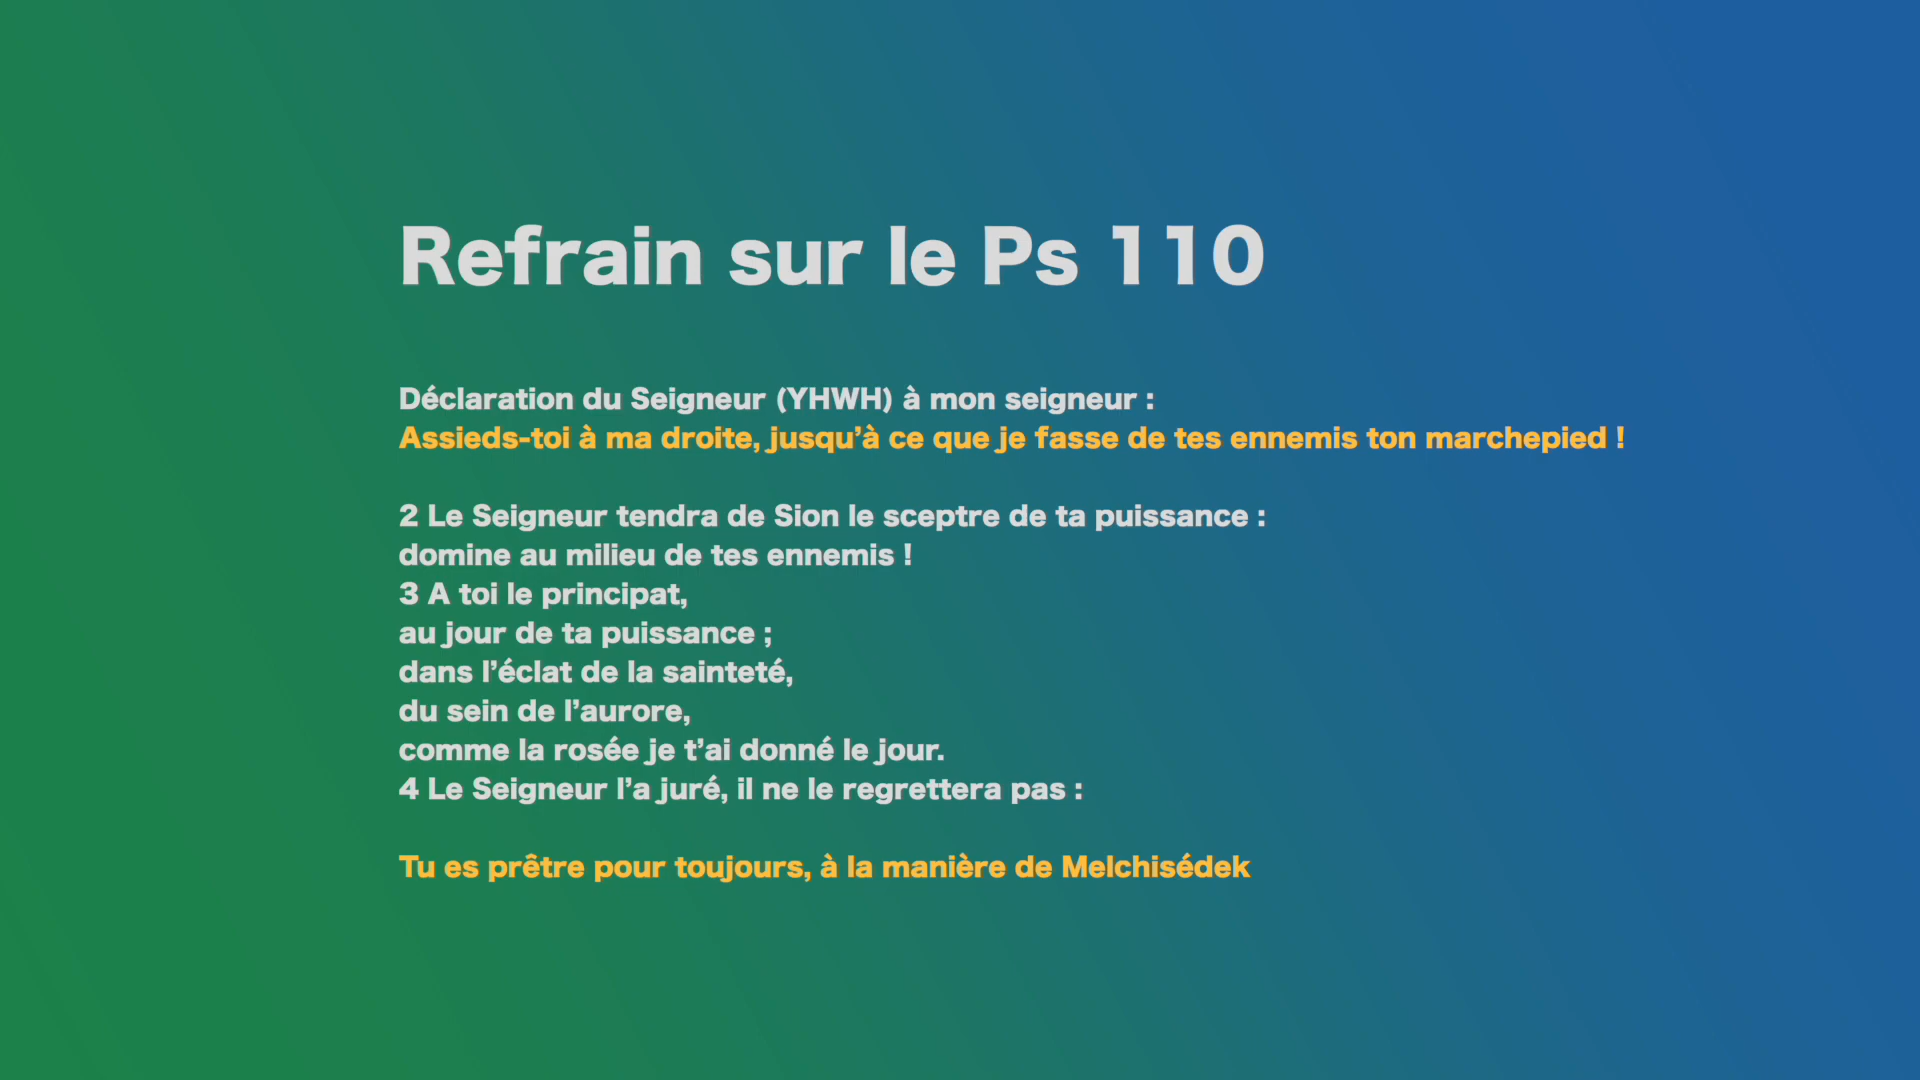 Refrain sur le Ps 110
Déclaration du Seigneur (YHWH) à mon seigneur :
Assieds-toi à ma droite, jusqu’à ce que je fasse de tes ennemis ton marchepied !
2 Le Seigneur tendra de Sion le sceptre de ta puissance :
domine au milieu de tes ennemis !
3 A toi le principat,
au jour de ta puissance ;
dans l’éclat de la sainteté,
du sein de l’aurore,
comme la rosée je t’ai donné le jour.
4 Le Seigneur l’a juré, il ne le regrettera pas :
Tu es prêtre pour toujours, à la manière de Melchisédek